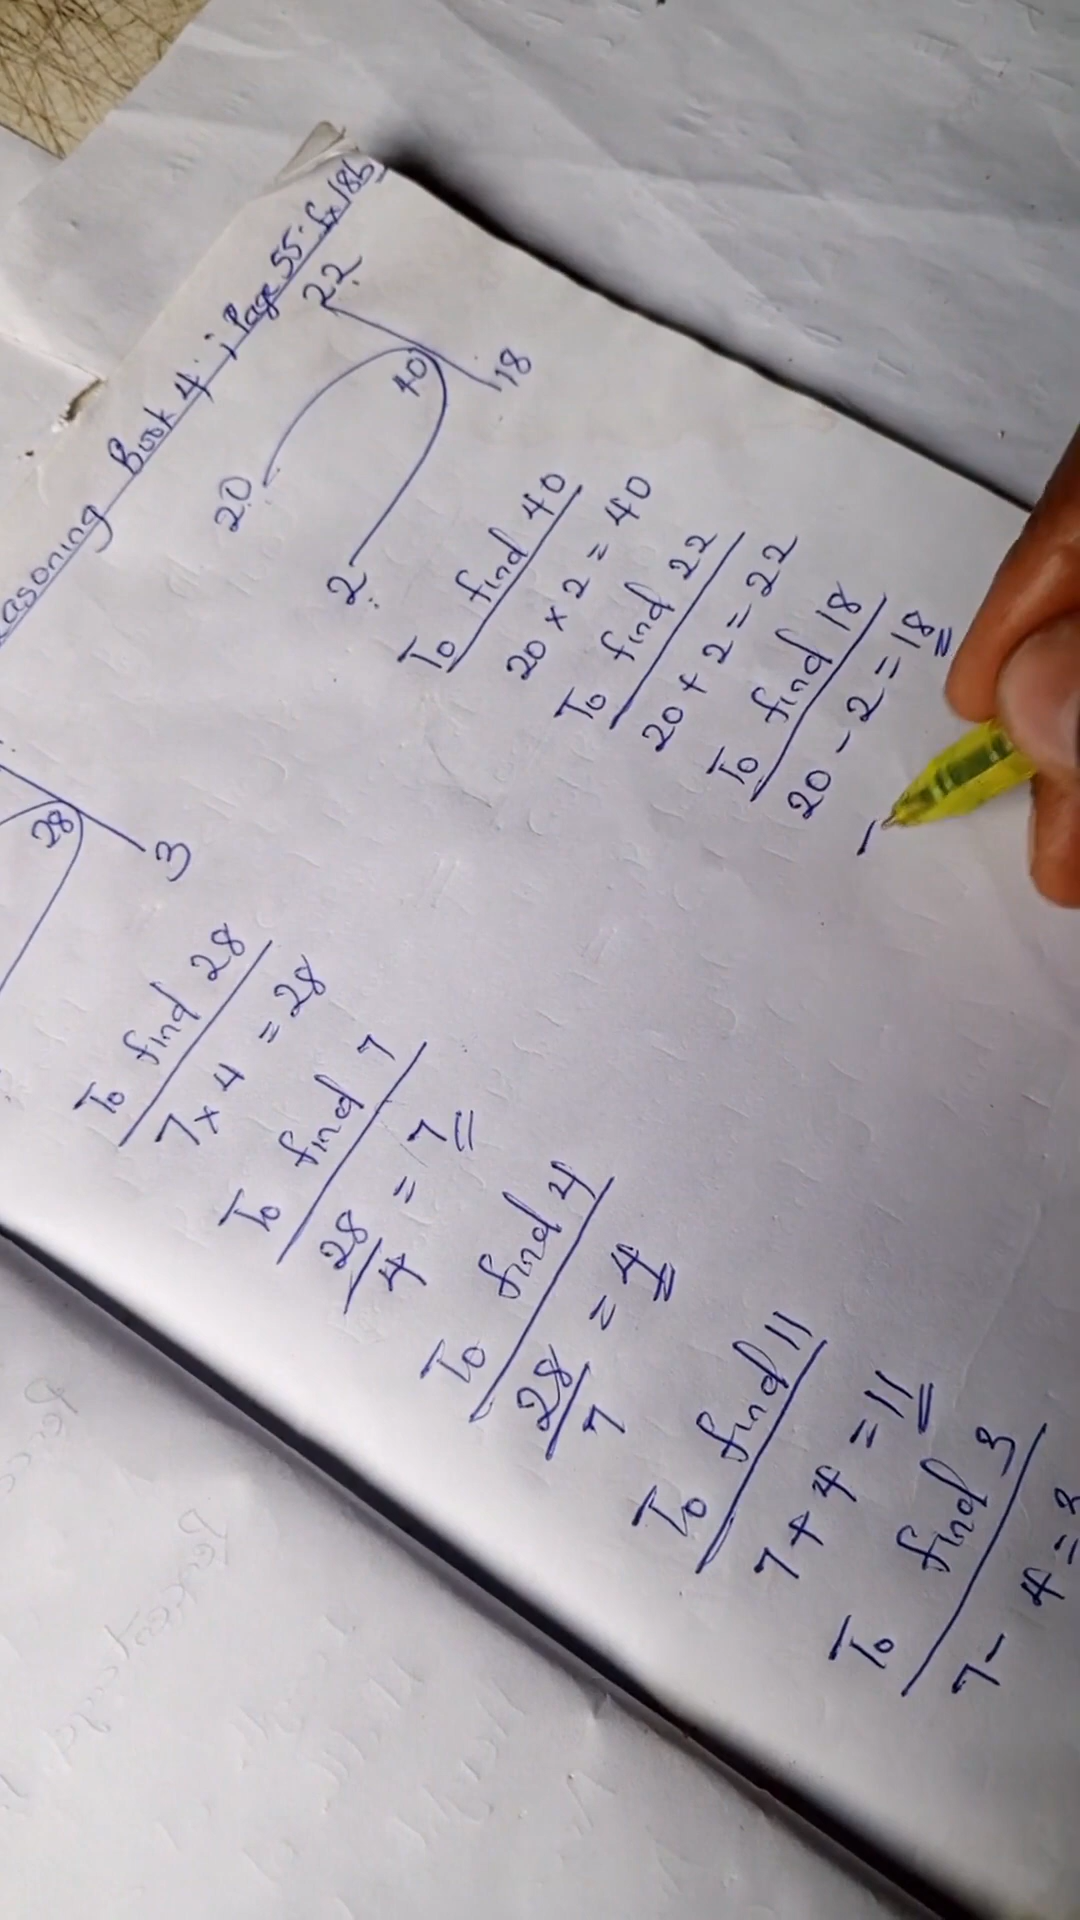 asoning Book 4; Page 55: Ex 18b
28
3
To find 28
7 x 4 = 28
To find 7
28
4
= 7
To find 4
28
7
= 4
To find 11
7 + 4 = 11
To find 3
7 - 4 = 3
20
22
40
18
2
To find 40
20 x 2 = 40
To find 22
20 + 2 = 22
To find 18
20 - 2 = 18